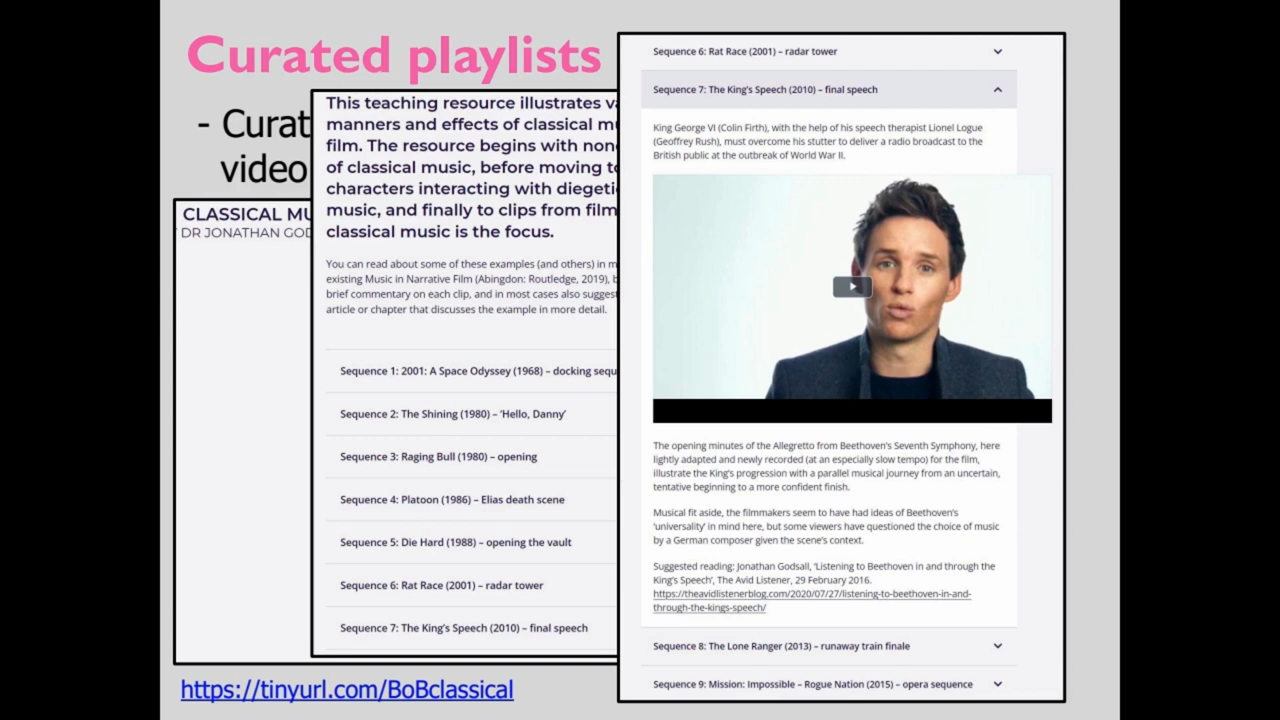 Curated playlists
- Curat
video
CLASSICAL MU
DR JONATHAN GOD
This teaching resource illustrates va
manners and effects of classical mu
film. The resource begins with non
of classical music, before moving to
characters interacting with diegeti
music, and finally to clips from film
classical music is the focus.
You can read about some of these examples (and others) in m
existing Music in Narrative Film (Abingdon: Routledge, 2019), b
brief commentary on each clip, and in most cases also suggest
article or chapter that discusses the example in more detail.
Sequence 1: 2001: A Space Odyssey (1968) – docking sequ
Sequence 2: The Shining (1980) – 'Hello, Danny'
Sequence 3: Raging Bull (1980) – opening
Sequence 4: Platoon (1986) – Elias death scene
Sequence 5: Die Hard (1988) – opening the vault
Sequence 6: Rat Race (2001) – radar tower
Sequence 7: The King's Speech (2010) – final speech
https://tinyurl.com/BoBclassical
Sequence 6: Rat Race (2001) – radar tower
Sequence 7: The King's Speech (2010) – final speech
King George VI (Colin Firth), with the help of his speech therapist Lionel Logue
(Geoffrey Rush), must overcome his stutter to deliver a radio broadcast to the
British public at the outbreak of World War II.
The opening minutes of the Allegretto from Beethoven's Seventh Symphony, here
lightly adapted and newly recorded (at an especially slow tempo) for the film,
illustrate the King's progression with a parallel musical journey from an uncertain,
tentative beginning to a more confident finish.
Musical fit aside, the filmmakers seem to have had ideas of Beethoven's
'universality' in mind here, but some viewers have questioned the choice of music
by a German composer given the scene's context.
Suggested reading: Jonathan Godsall, 'Listening to Beethoven in and through the
King's Speech', The Avid Listener, 29 February 2016.
https://theavidlistenerblog.com/2020/07/27/listening-to-beethoven-in-and-
through-the-kings-speech/
Sequence 8: The Lone Ranger (2013) – runaway train finale
Sequence 9: Mission: Impossible – Rogue Nation (2015) – opera sequence